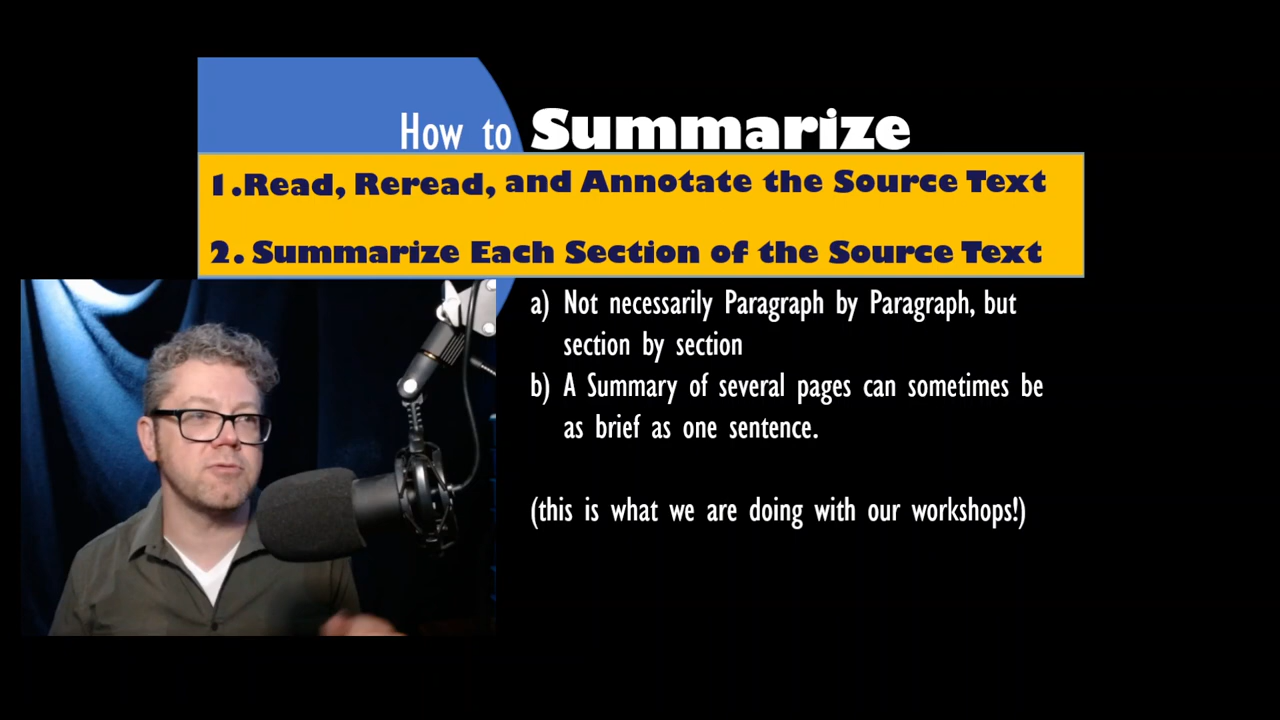 How to Summarize
1.Read, Reread, and Annotate the Source Text
2. Summarize Each Section of the Source Text
a) Not necessarily Paragraph by Paragraph, but
section by section
b) A Summary of several pages can sometimes be
as brief as one sentence.
(this is what we are doing with our workshops!)